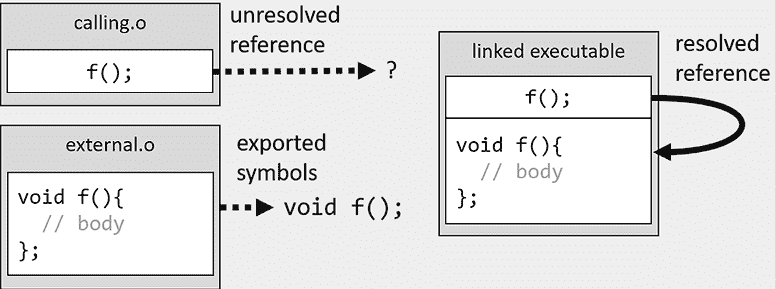 calling.o
f();
unresolved
reference
?
external.o
void f(){
// body
};
exported
symbols
void f();
linked executable
f();
void f(){
// body
};
resolved
reference